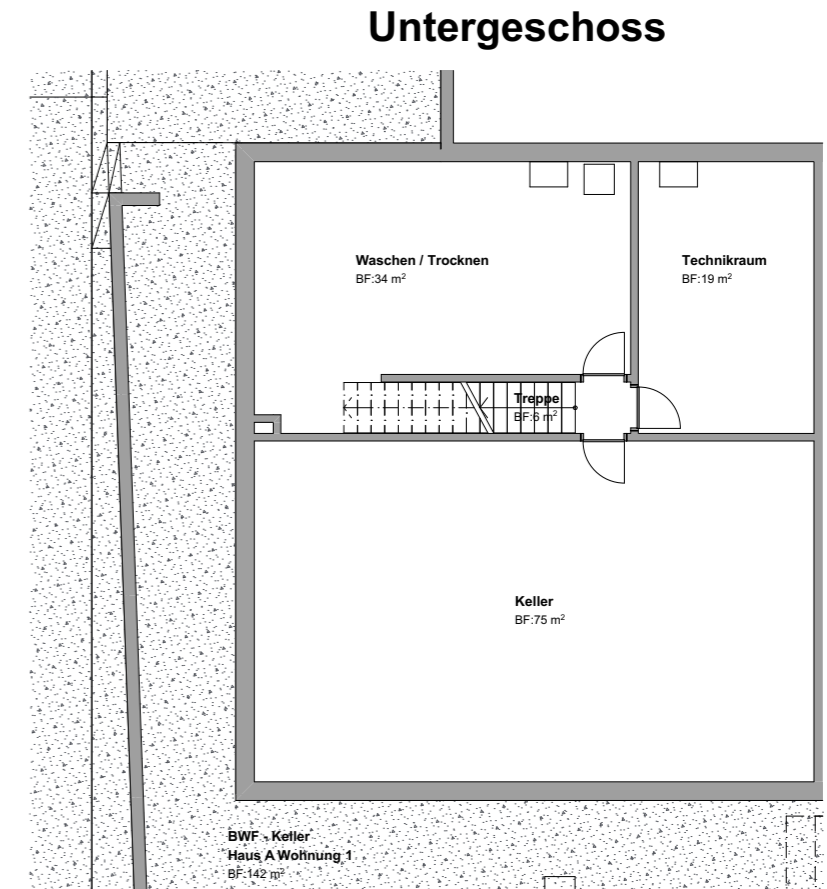 Untergeschoss
Waschen / Trocknen
BF:34 m²
Technikraum
BF:19 m²
Treppe
BF:6 m²
Keller
BF:75 m²
BWF - Keller
Haus A Wohnung 1
BF:142 m²